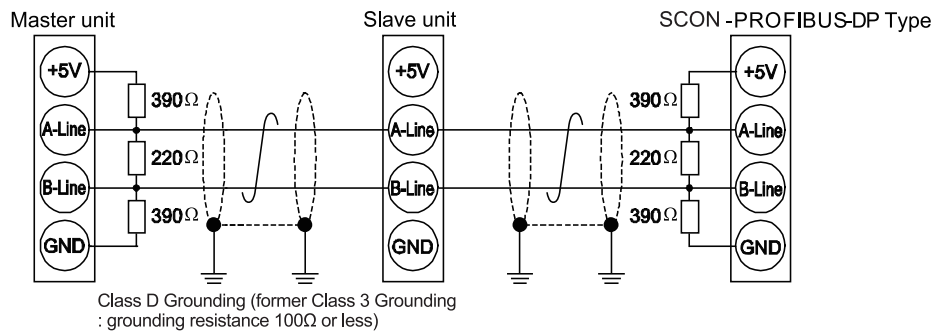 Master unit
Slave unit
SCON -PROFIBUS-DP Type
+5V
+5V
+5V
390Ω
390Ω
A-Line
A-Line
A-Line
220Ω
220Ω
B-Line
B-Line
B-Line
390Ω
390Ω
GND
GND
GND
Class D Grounding (former Class 3 Grounding
: grounding resistance 100Ω or less)